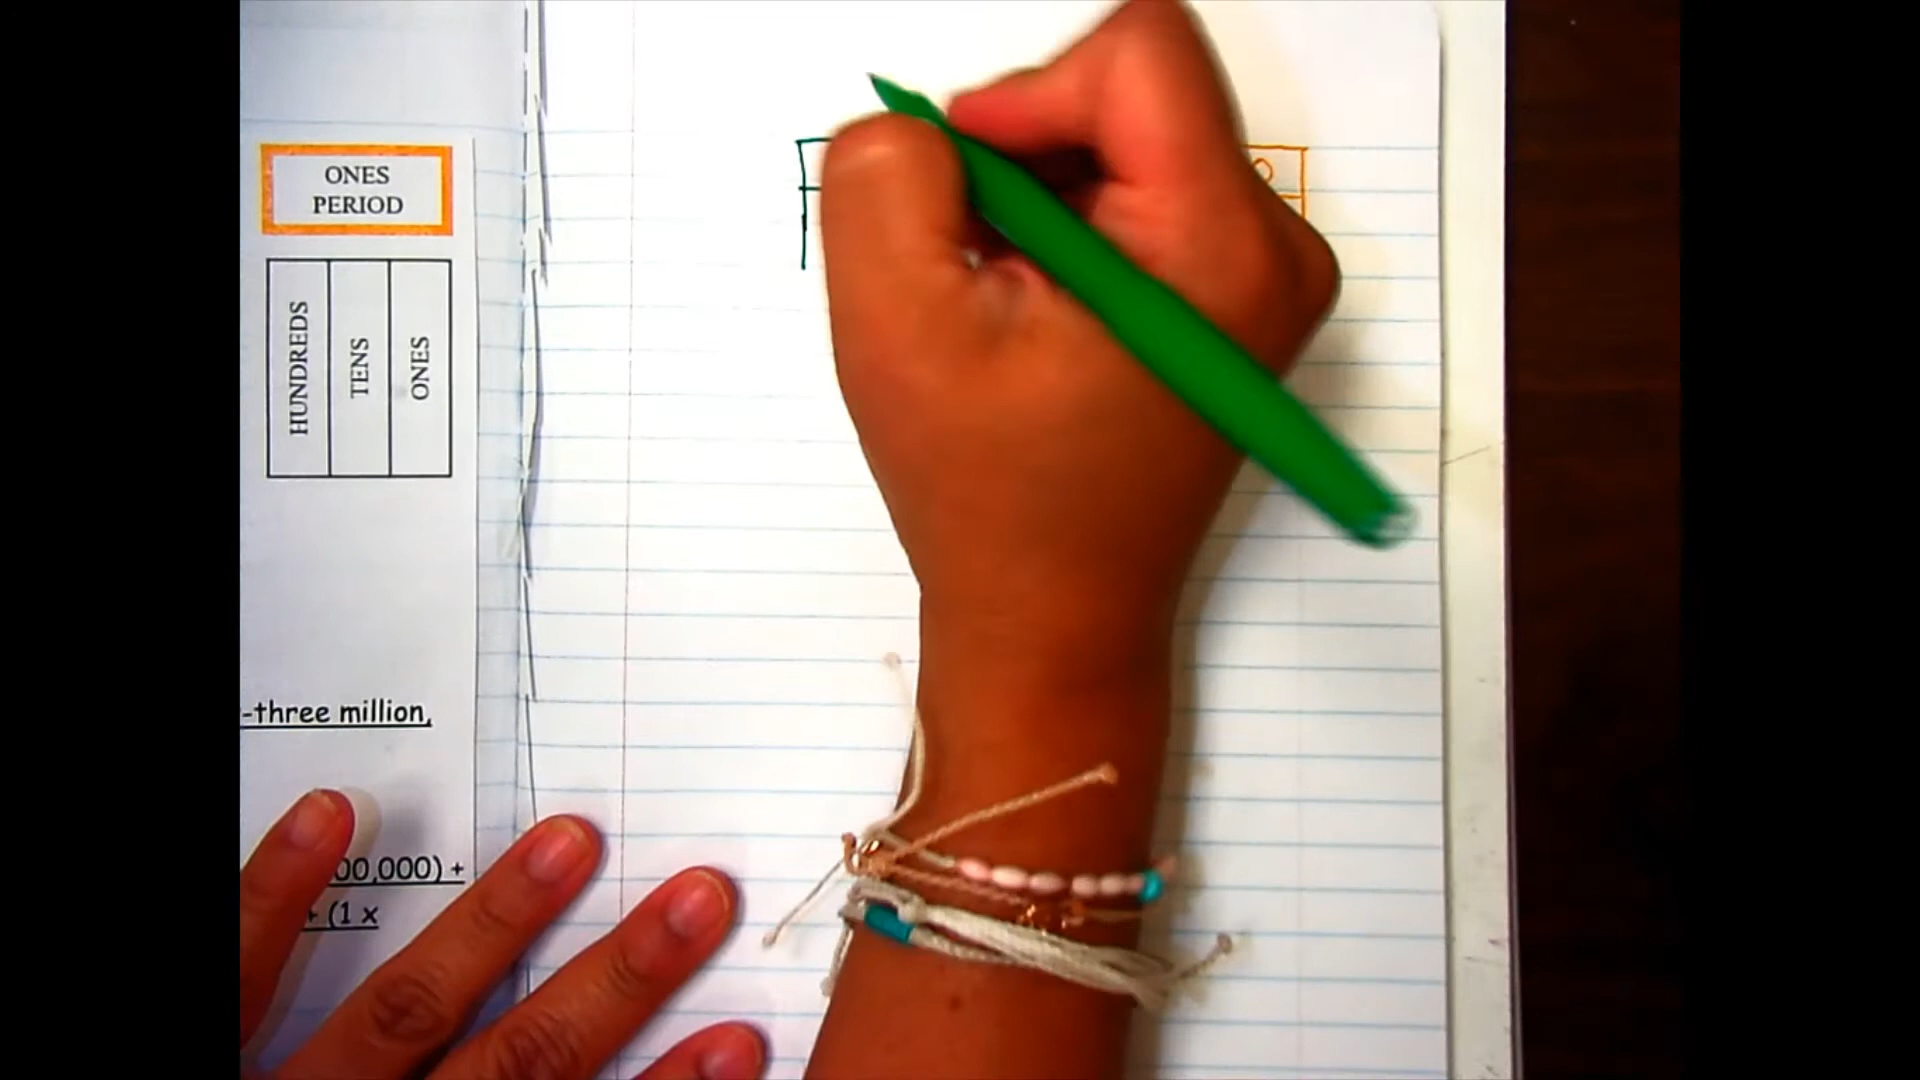 ONES
PERIOD
HUNDREDS
TENS
ONES
O
-three million,
00,000) +
+ (1 x